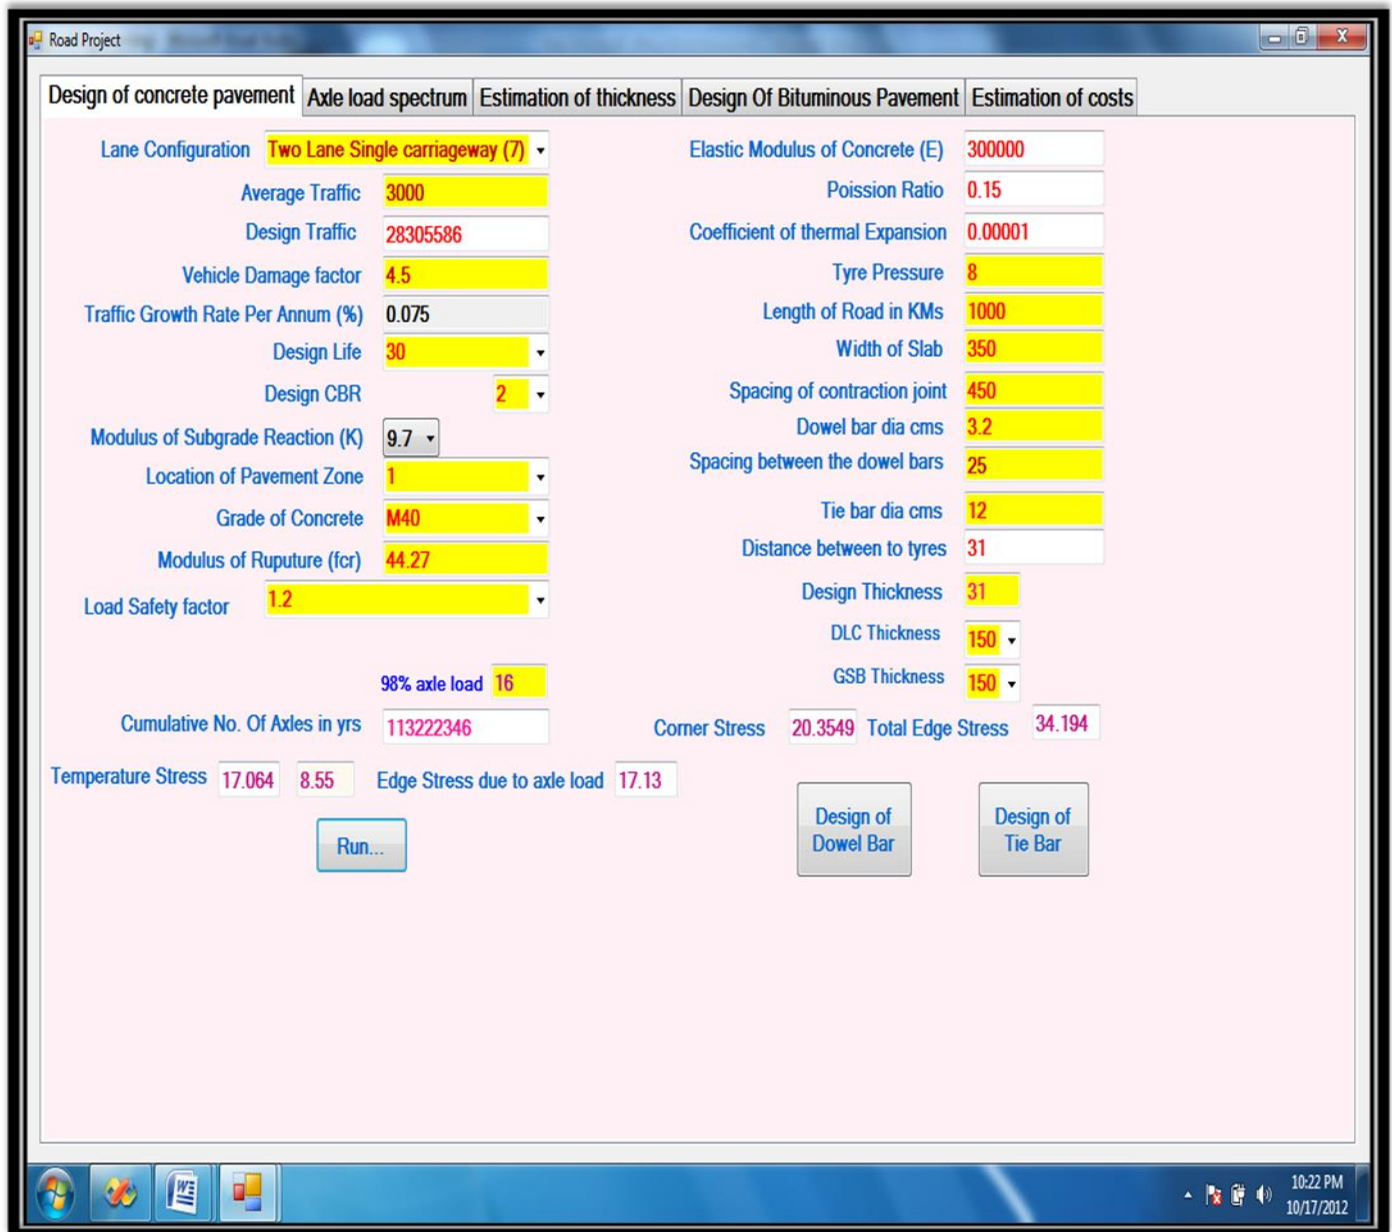 Road Project
Design of concrete pavement Axle load spectrum Estimation of thickness Design Of Bituminous Pavement Estimation of costs
Lane Configuration Two Lane Single carriageway (7)
Average Traffic 3000
Design Traffic 28305586
Vehicle Damage factor 4.5
Traffic Growth Rate Per Annum (%) 0.075
Design Life 30
Design CBR 2
Modulus of Subgrade Reaction (K) 9.7
Location of Pavement Zone 1
Grade of Concrete M40
Modulus of Ruputure (fcr) 44.27
Load Safety factor 1.2
98% axle load 16
Cumulative No. Of Axles in yrs 113222346
Elastic Modulus of Concrete (E) 300000
Poission Ratio 0.15
Coefficient of thermal Expansion 0.00001
Tyre Pressure 8
Length of Road in KMs 1000
Width of Slab 350
Spacing of contraction joint 450
Dowel bar dia cms 3.2
Spacing between the dowel bars 25
Tie bar dia cms 12
Distance between to tyres 31
Design Thickness 31
DLC Thickness 150
GSB Thickness 150
Corner Stress 20.3549 Total Edge Stress 34.194
Temperature Stress 17.064 8.55 Edge Stress due to axle load 17.13
Run...
Design of
Dowel Bar
Design of
Tie Bar
10:22 PM
10/17/2012